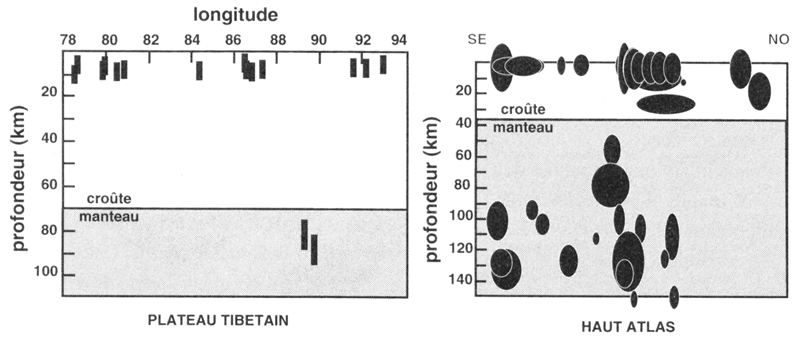 longitude
78 80 82 84 86 88 90 92 94
20
40
60
80
100
profondeur (km)
croûte
manteau
PLATEAU TIBETAIN
SE
NO
20
40
60
80
100
120
140
profondeur (km)
croûte
manteau
HAUT ATLAS